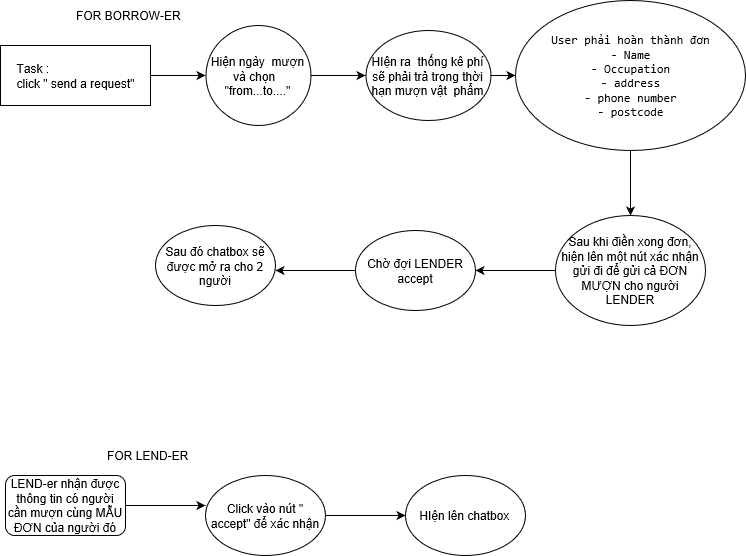 FOR BORROW-ER
Task :
click " send a request"
Hiện ngày  mượn
và chọn
"from...to...."
HIện ra  thống kê phí
sẽ phải trả trong thời
hạn mượn vật  phẩm
User phải hoàn thành đơn
- Name
- Occupation
- address
- phone number
- postcode
Sau khi điền xong đơn,
hiện lên một nút xác nhận
gửi đi để gửi cả ĐƠN
MƯỢN cho người
LENDER
Chờ đợi LENDER
accept
Sau đó chatbox sẽ
được mở ra cho 2
người
FOR LEND-ER
LEND-er nhận được
thông tin có người
cần mượn cùng MẪU
ĐƠN của người đó
Click vào nút "
accept" để xác nhận
HIện lên chatbox